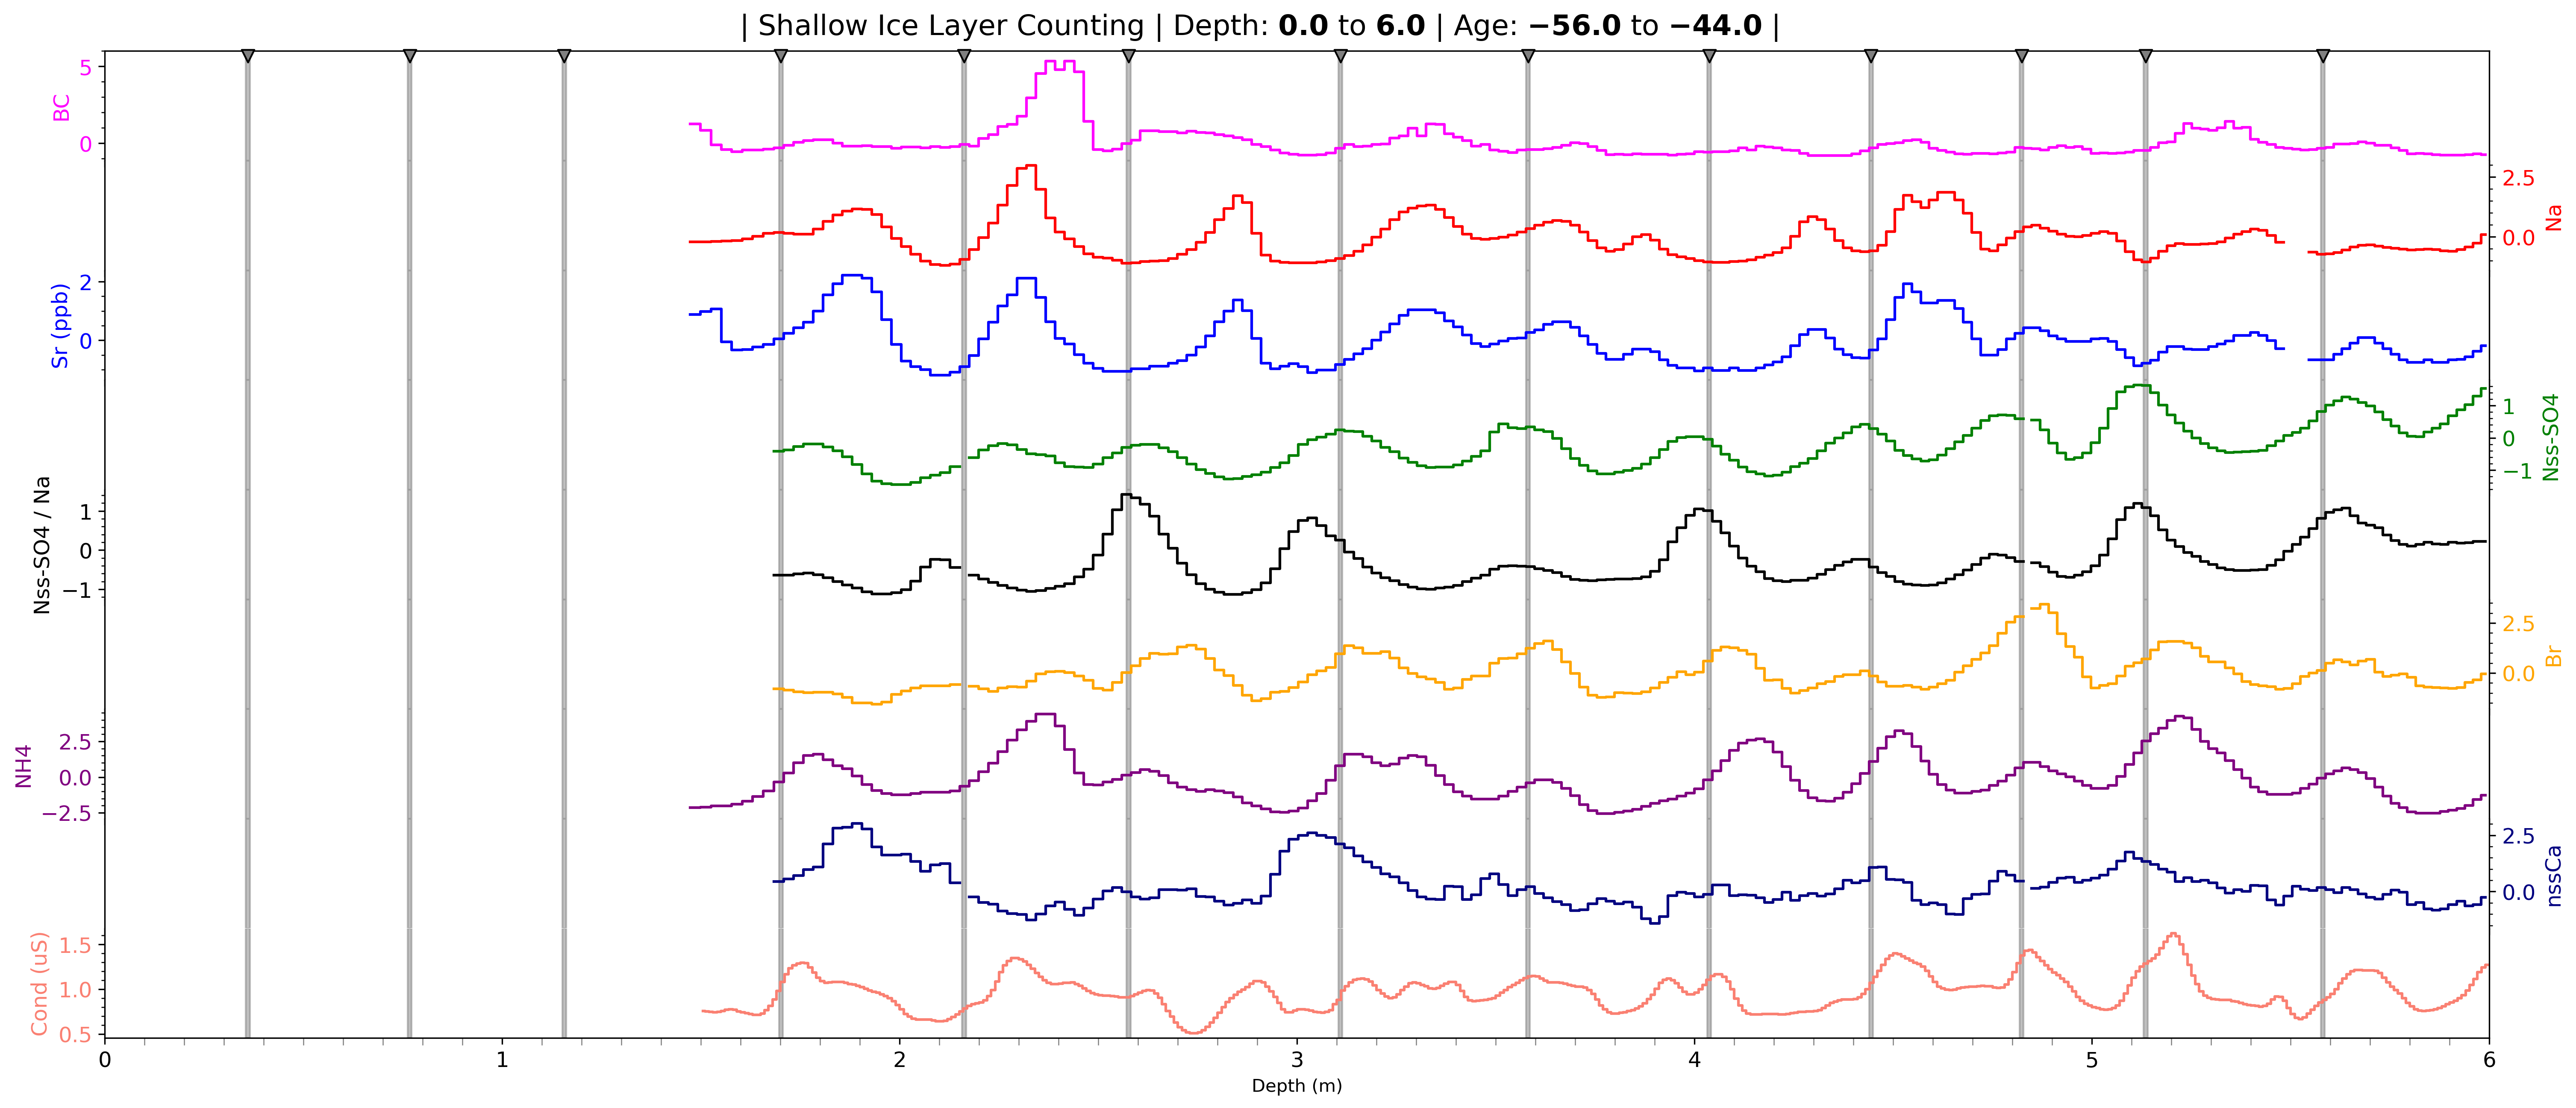 | Shallow Ice Layer Counting | Depth: 0.0 to 6.0 | Age: −56.0 to −44.0 |
5
0
BC
2.5
0.0
Na
2
0
Sr (ppb)
1
0
−1
Nss-SO4
1
0
−1
Nss-SO4 / Na
2.5
0.0
Br
2.5
0.0
−2.5
NH4
2.5
0.0
nssCa
1.5
1.0
0.5
Cond (uS)
0 1 2 3 4 5 6
Depth (m)